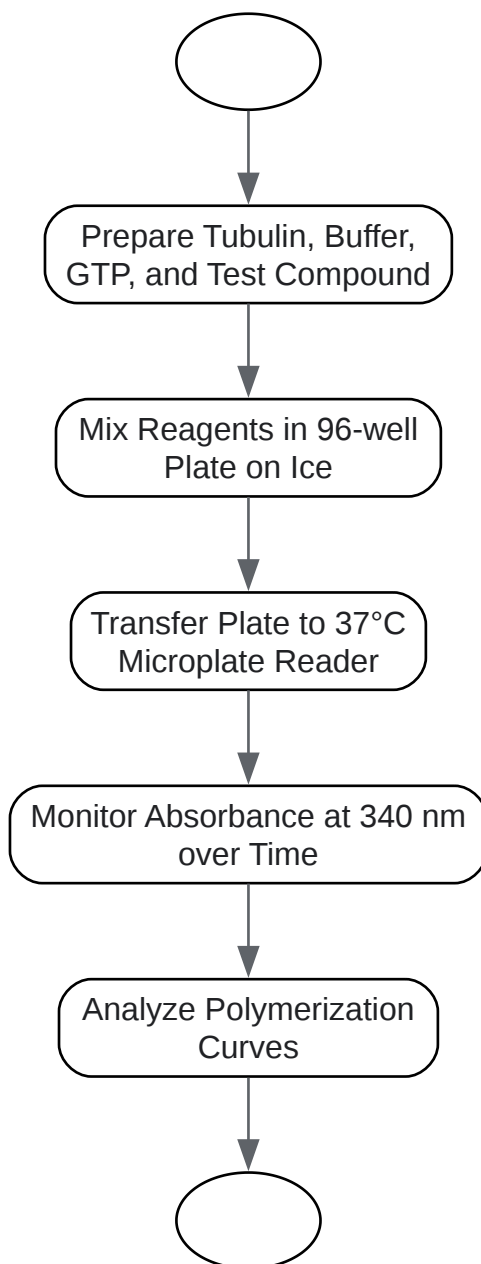 Prepare Tubulin, Buffer,
GTP, and Test Compound
Mix Reagents in 96-well
Plate on Ice
Transfer Plate to 37°C
Microplate Reader
Monitor Absorbance at 340 nm
over Time
Analyze Polymerization
Curves